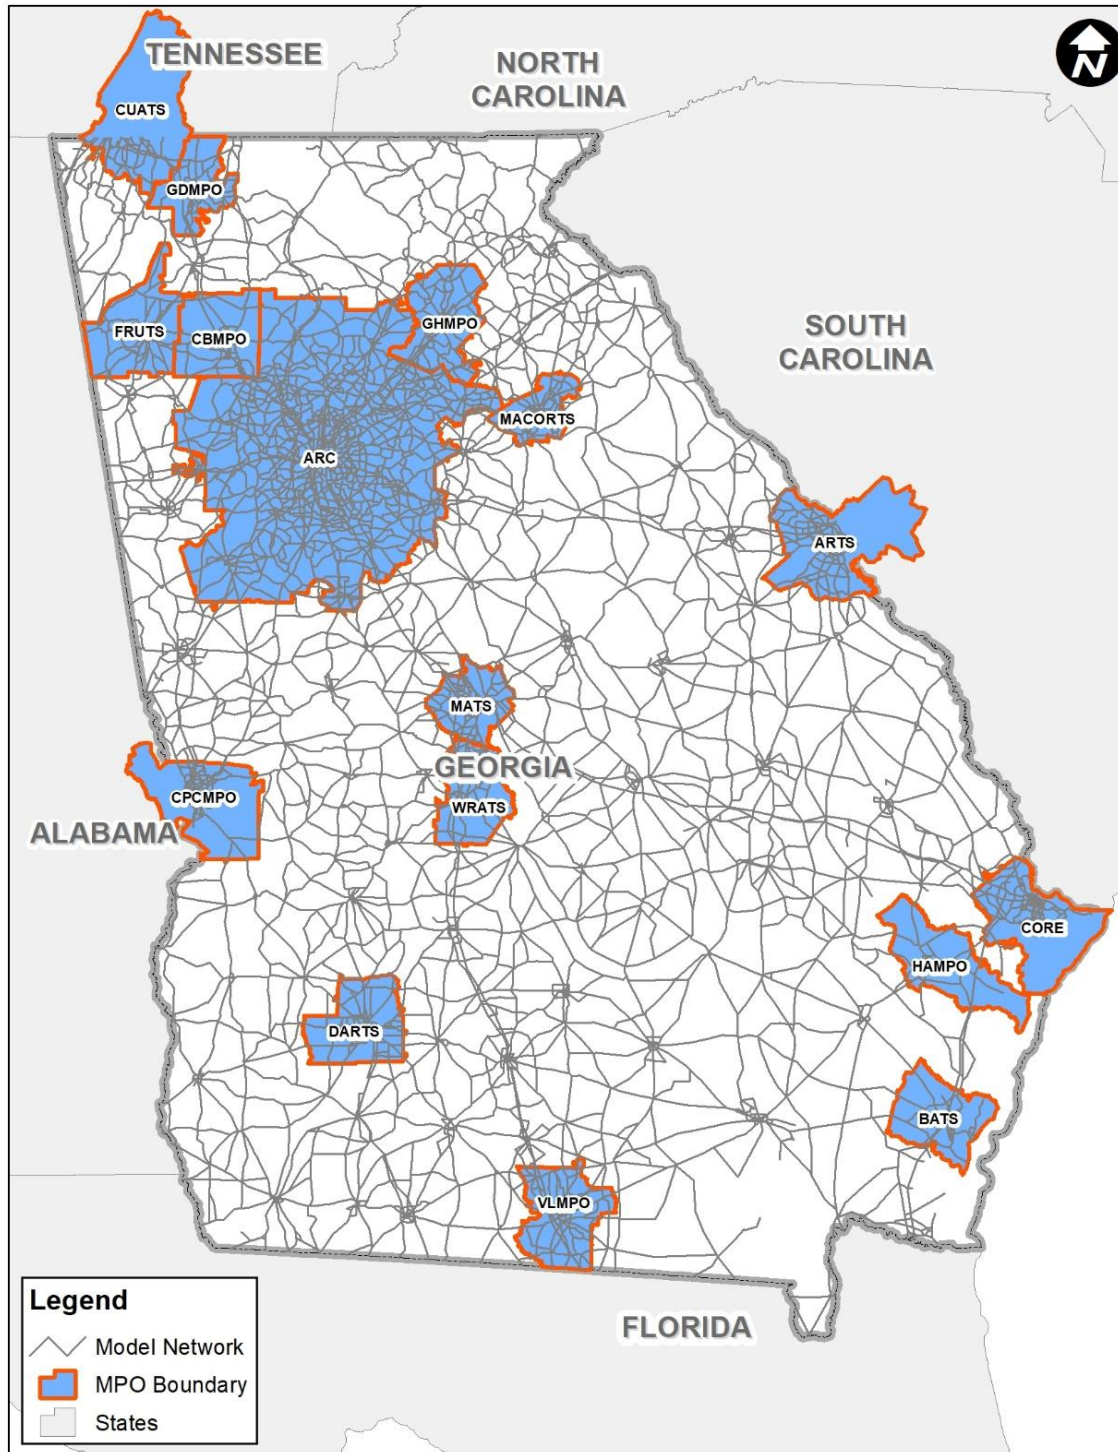 TENNESSEE
NORTH
CAROLINA
N
CUATS
GDMPO
FRUTS
CBMPO
GHMPO
SOUTH
CAROLINA
MACORTS
ARC
ARTS
MATS
GEORGIA
CPCMPO
WRATS
ALABAMA
CORE
HAMPO
DARTS
BATS
VLMPO
FLORIDA
Legend
Model Network
MPO Boundary
States